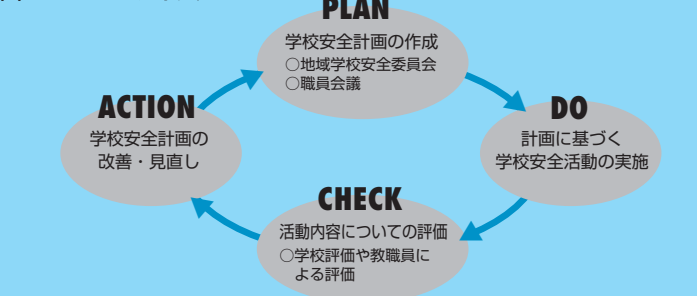 PLAN
学校安全計画の作成
○地域学校安全委員会
○職員会議
DO
計画に基づく
学校安全活動の実施
CHECK
活動内容についての評価
○学校評価や教職員に
よる評価
ACTION
学校安全計画の
改善・見直し